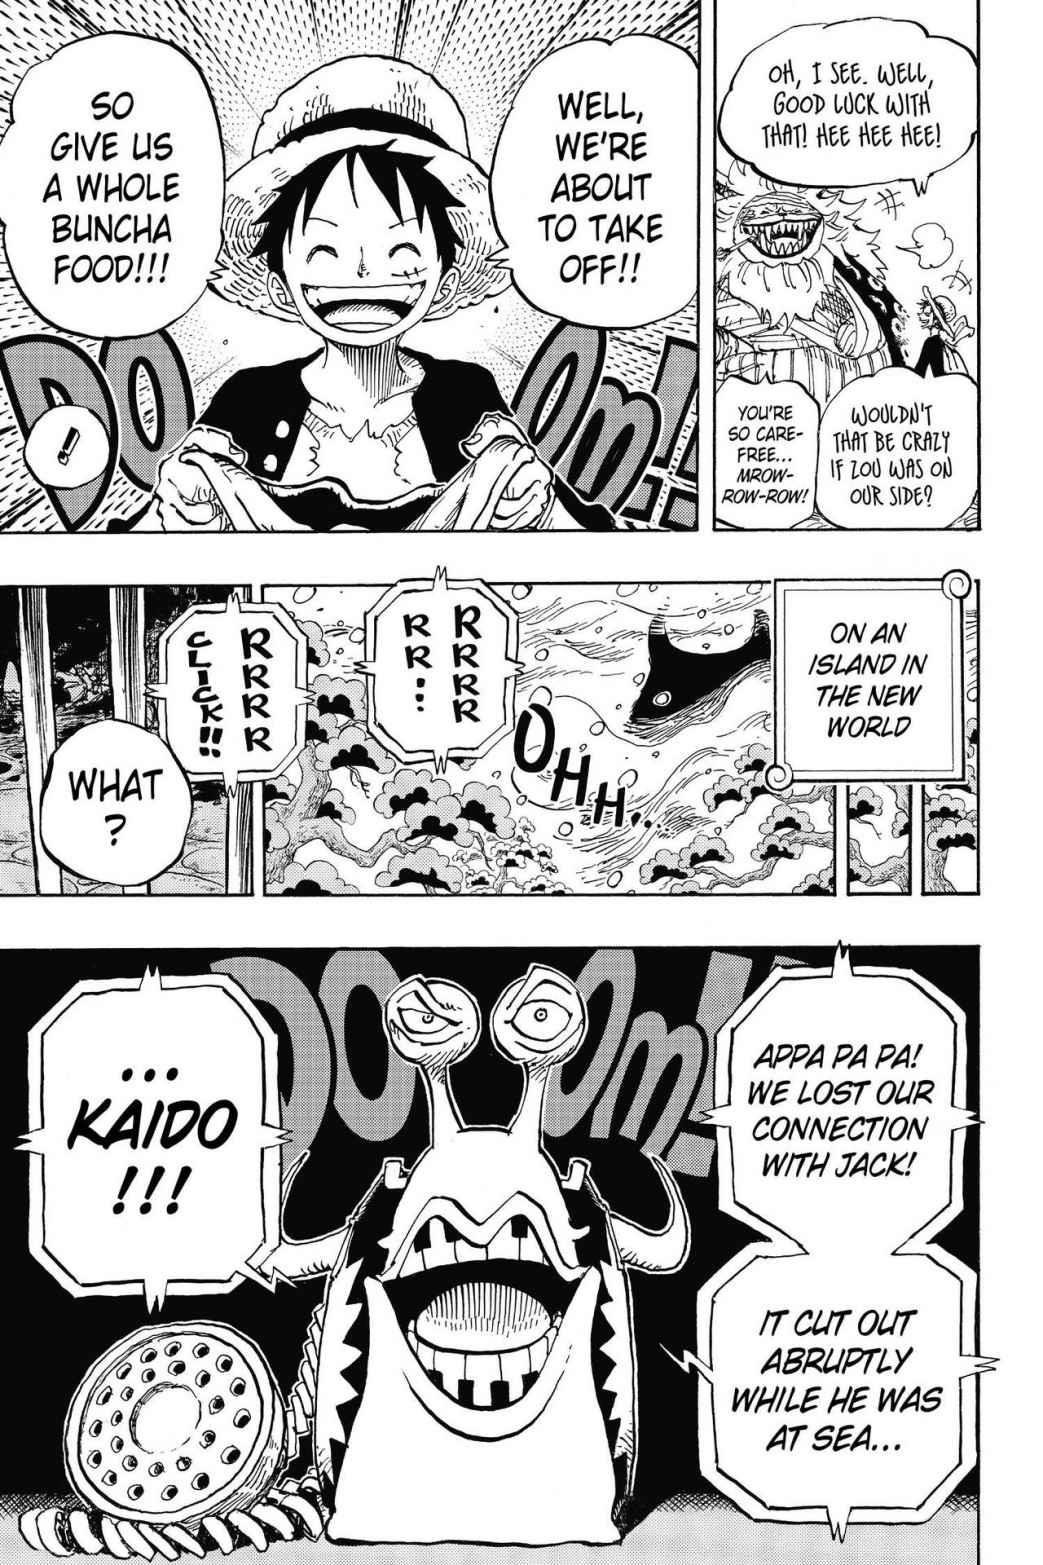 OH, I SEE. WELL,
GOOD LUCK WITH
THAT! HEE HEE HEE!
WOULDN'T
THAT BE CRAZY
IF ZOU WAS ON
OUR SIDE?
YOU'RE
SO CARE-
FREE...
MROW-
ROW-ROW!
WELL,
WE'RE
ABOUT
TO TAKE
OFF!!
SO
GIVE US
A WHOLE
BUNCHA
FOOD!!!
DOOM!!
!
ON AN
ISLAND IN
THE NEW
WORLD
OHH...
RRRR
RR...
RRRR
CLICK!!
WHAT
?
DOOOM!!
APPA PA PA!
WE LOST OUR
CONNECTION
WITH JACK!
IT CUT OUT
ABRUPTLY
WHILE HE WAS
AT SEA...
...
KAIDO
!!!